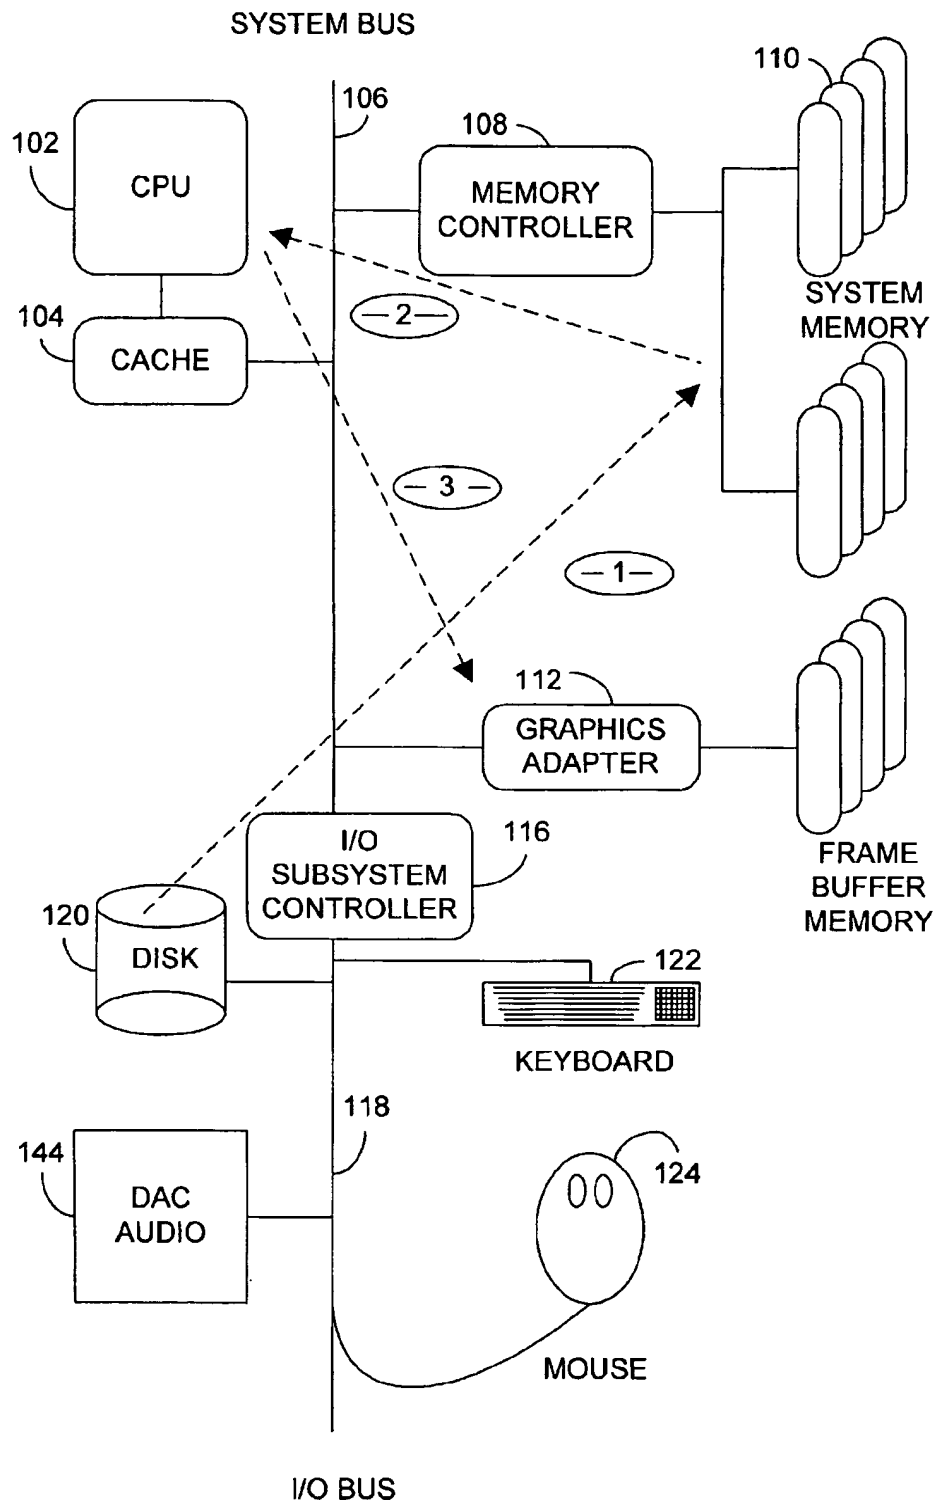 SYSTEM BUS
110
106
102
108
CPU
MEMORY
CONTROLLER
SYSTEM
MEMORY
104
— 2 —
CACHE
— 3 —
— 1 —
112
GRAPHICS
ADAPTER
116
I/O
SUBSYSTEM
CONTROLLER
FRAME
BUFFER
MEMORY
120
DISK
122
KEYBOARD
118
144
124
DAC
AUDIO
MOUSE
I/O BUS